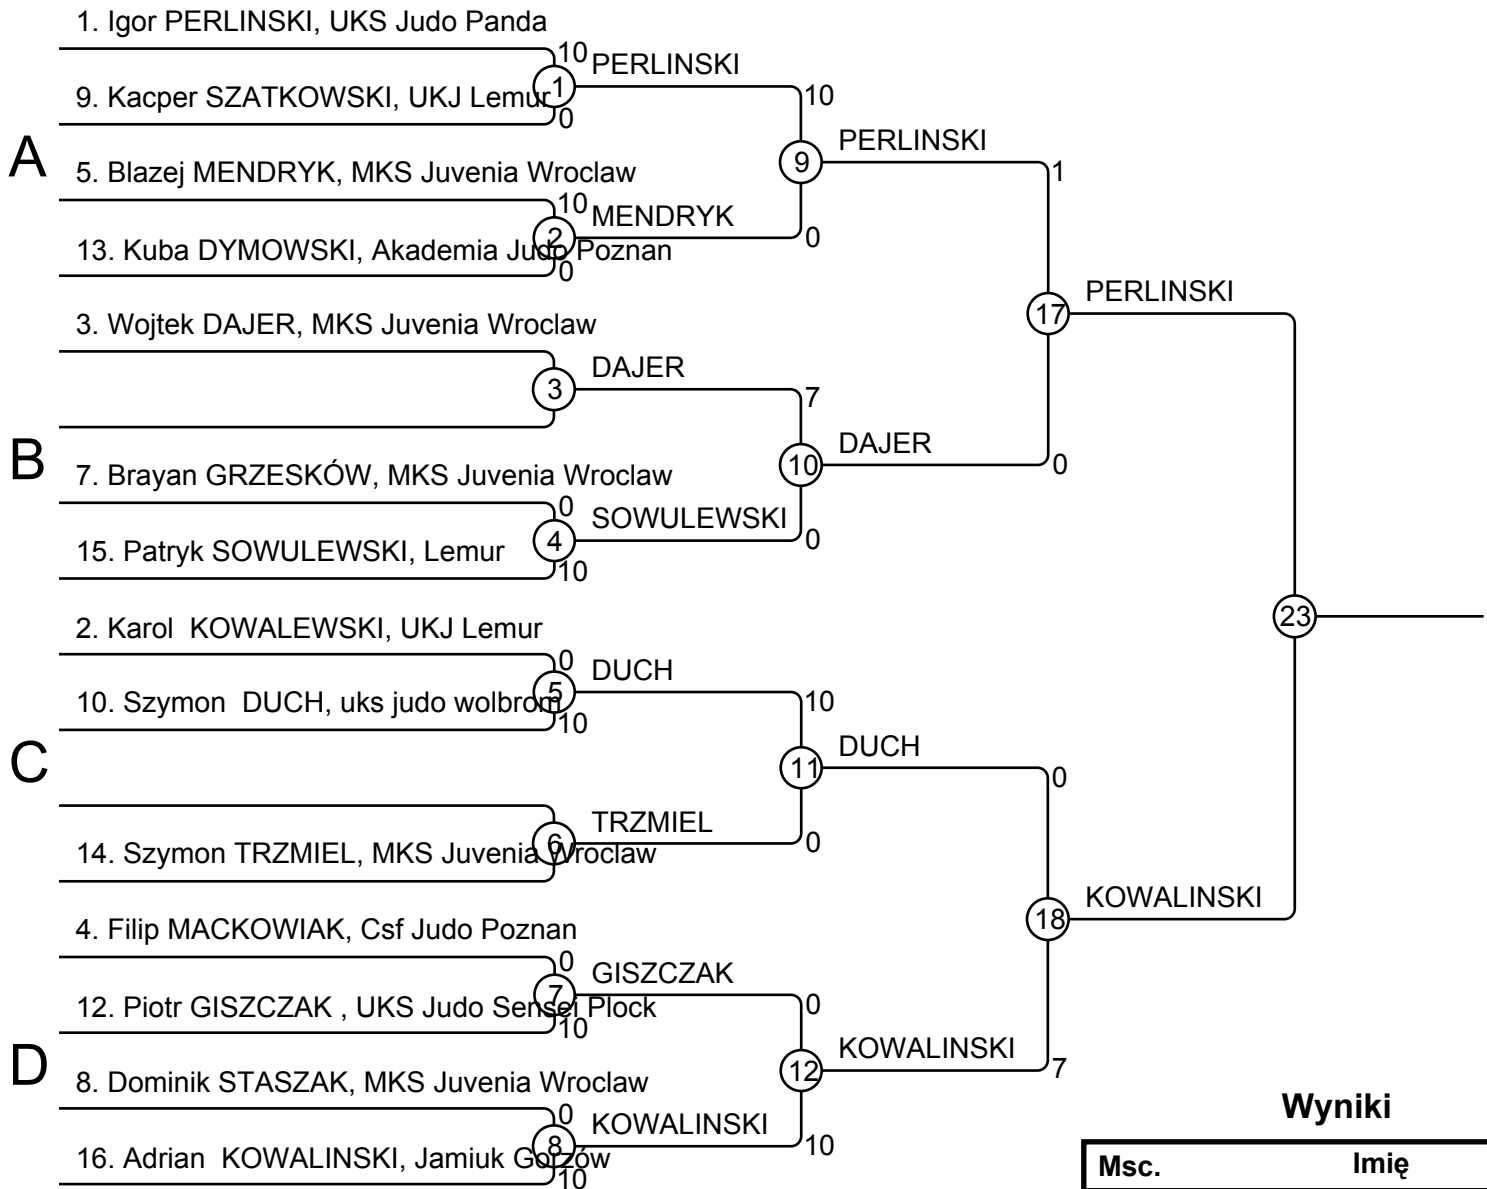 1. Igor PERLINSKI, UKS Judo Panda
10
PERLINSKI
1
9. Kacper SZATKOWSKI, UKJ Lemur
0
10
PERLINSKI
A
9
5. Blazej MENDRYK, MKS Juvenia Wroclaw
1
10
MENDRYK
2
0
13. Kuba DYMOWSKI, Akademia Judo Poznan
0
PERLINSKI
17
3. Wojtek DAJER, MKS Juvenia Wroclaw
DAJER
3
7
DAJER
B
10
0
7. Brayan GRZESKÓW, MKS Juvenia Wroclaw
0
SOWULEWSKI
4
0
15. Patryk SOWULEWSKI, Lemur
10
23
2. Karol  KOWALEWSKI, UKJ Lemur
0
DUCH
5
10. Szymon  DUCH, uks judo wolbrom
10
10
DUCH
C
11
0
TRZMIEL
6
0
14. Szymon TRZMIEL, MKS Juvenia Wroclaw
KOWALINSKI
18
4. Filip MACKOWIAK, Csf Judo Poznan
0
GISZCZAK
7
0
12. Piotr GISZCZAK , UKS Judo Sensei Plock
10
KOWALINSKI
D
12
7
8. Dominik STASZAK, MKS Juvenia Wroclaw
0
KOWALINSKI
8
10
16. Adrian  KOWALINSKI, Jamiuk Gorzów
10
Wyniki
Msc. Imię